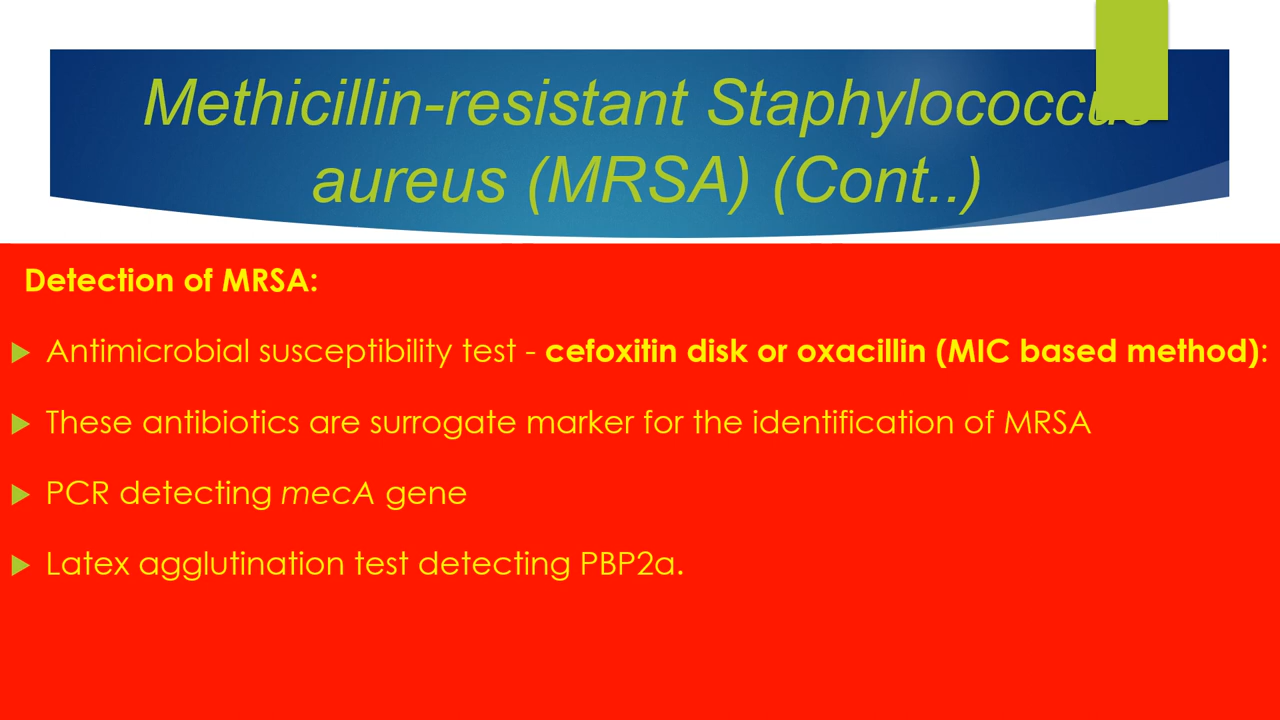 Methicillin-resistant Staphylococcus
aureus (MRSA) (Cont..)
Detection of MRSA:
Antimicrobial susceptibility test - cefoxitin disk or oxacillin (MIC based method):
These antibiotics are surrogate marker for the identification of MRSA
PCR detecting mecA gene
Latex agglutination test detecting PBP2a.